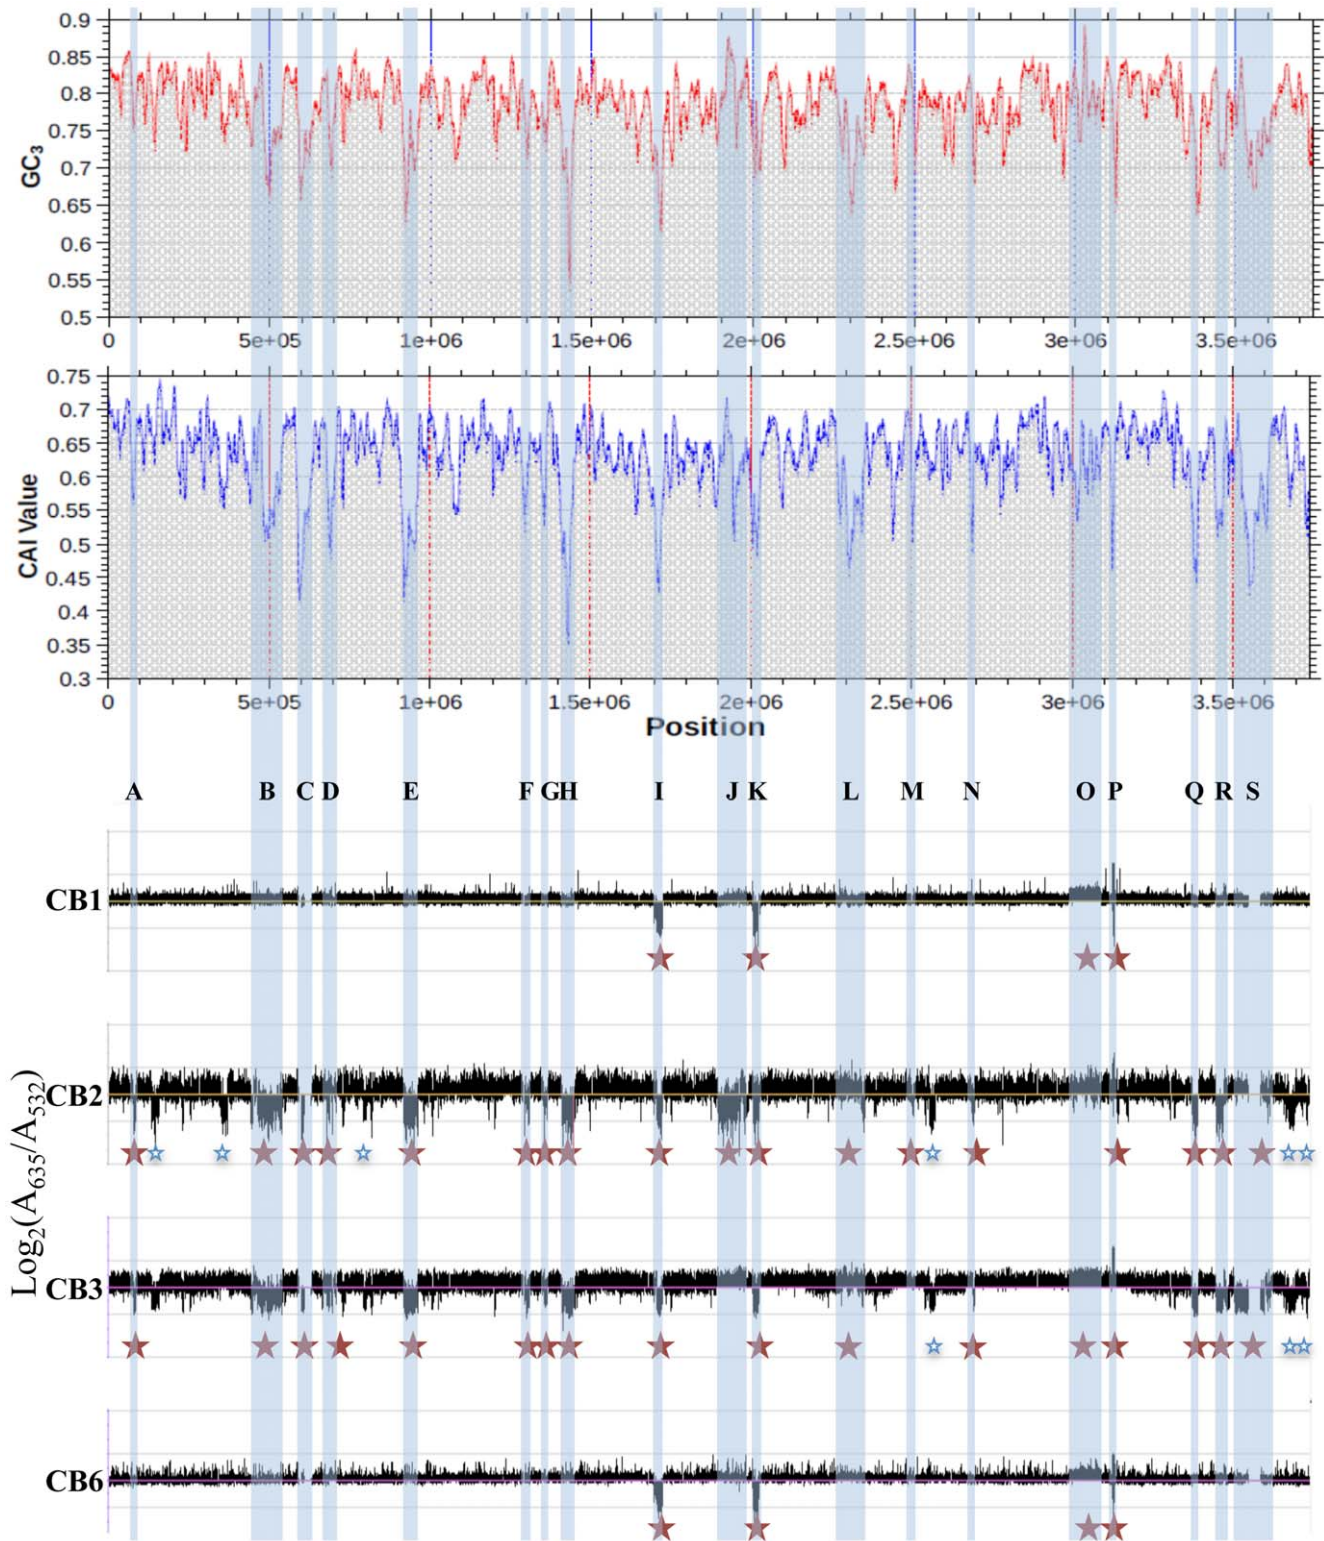 0.9
0.85
0.8
0.75
0.7
0.65
0.6
0.55
0.5
GC3
0 5e+05 1e+06 1.5e+06 2e+06 2.5e+06 3e+06 3.5e+06
0.75
0.7
0.65
0.6
0.55
0.5
0.45
0.4
0.35
0.3
CAI Value
0 5e+05 1e+06 1.5e+06 2e+06 2.5e+06 3e+06 3.5e+06
Position
A B C D E F G H I J K L M N O P Q R S
CB1
CB2
CB3
CB6
Log2(A635/A532)